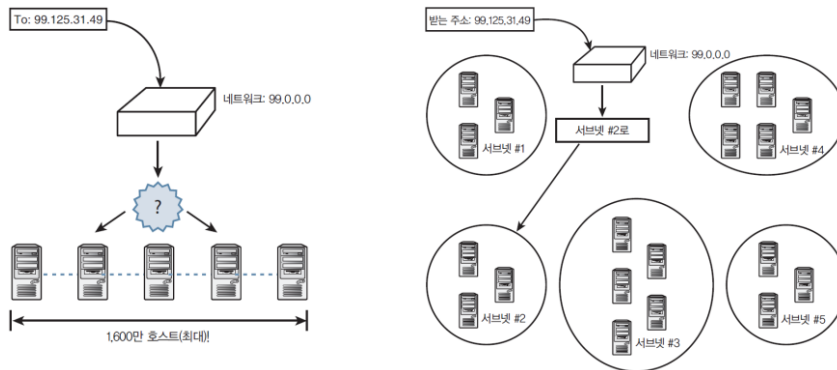 To: 99.125.31.49
네트워크: 99.0.0.0
?
1,600만 호스트(최대)!
받는 주소: 99.125.31.49
네트워크: 99.0.0.0
서브넷 #2로
서브넷 #1
서브넷 #4
서브넷 #2
서브넷 #3
서브넷 #5